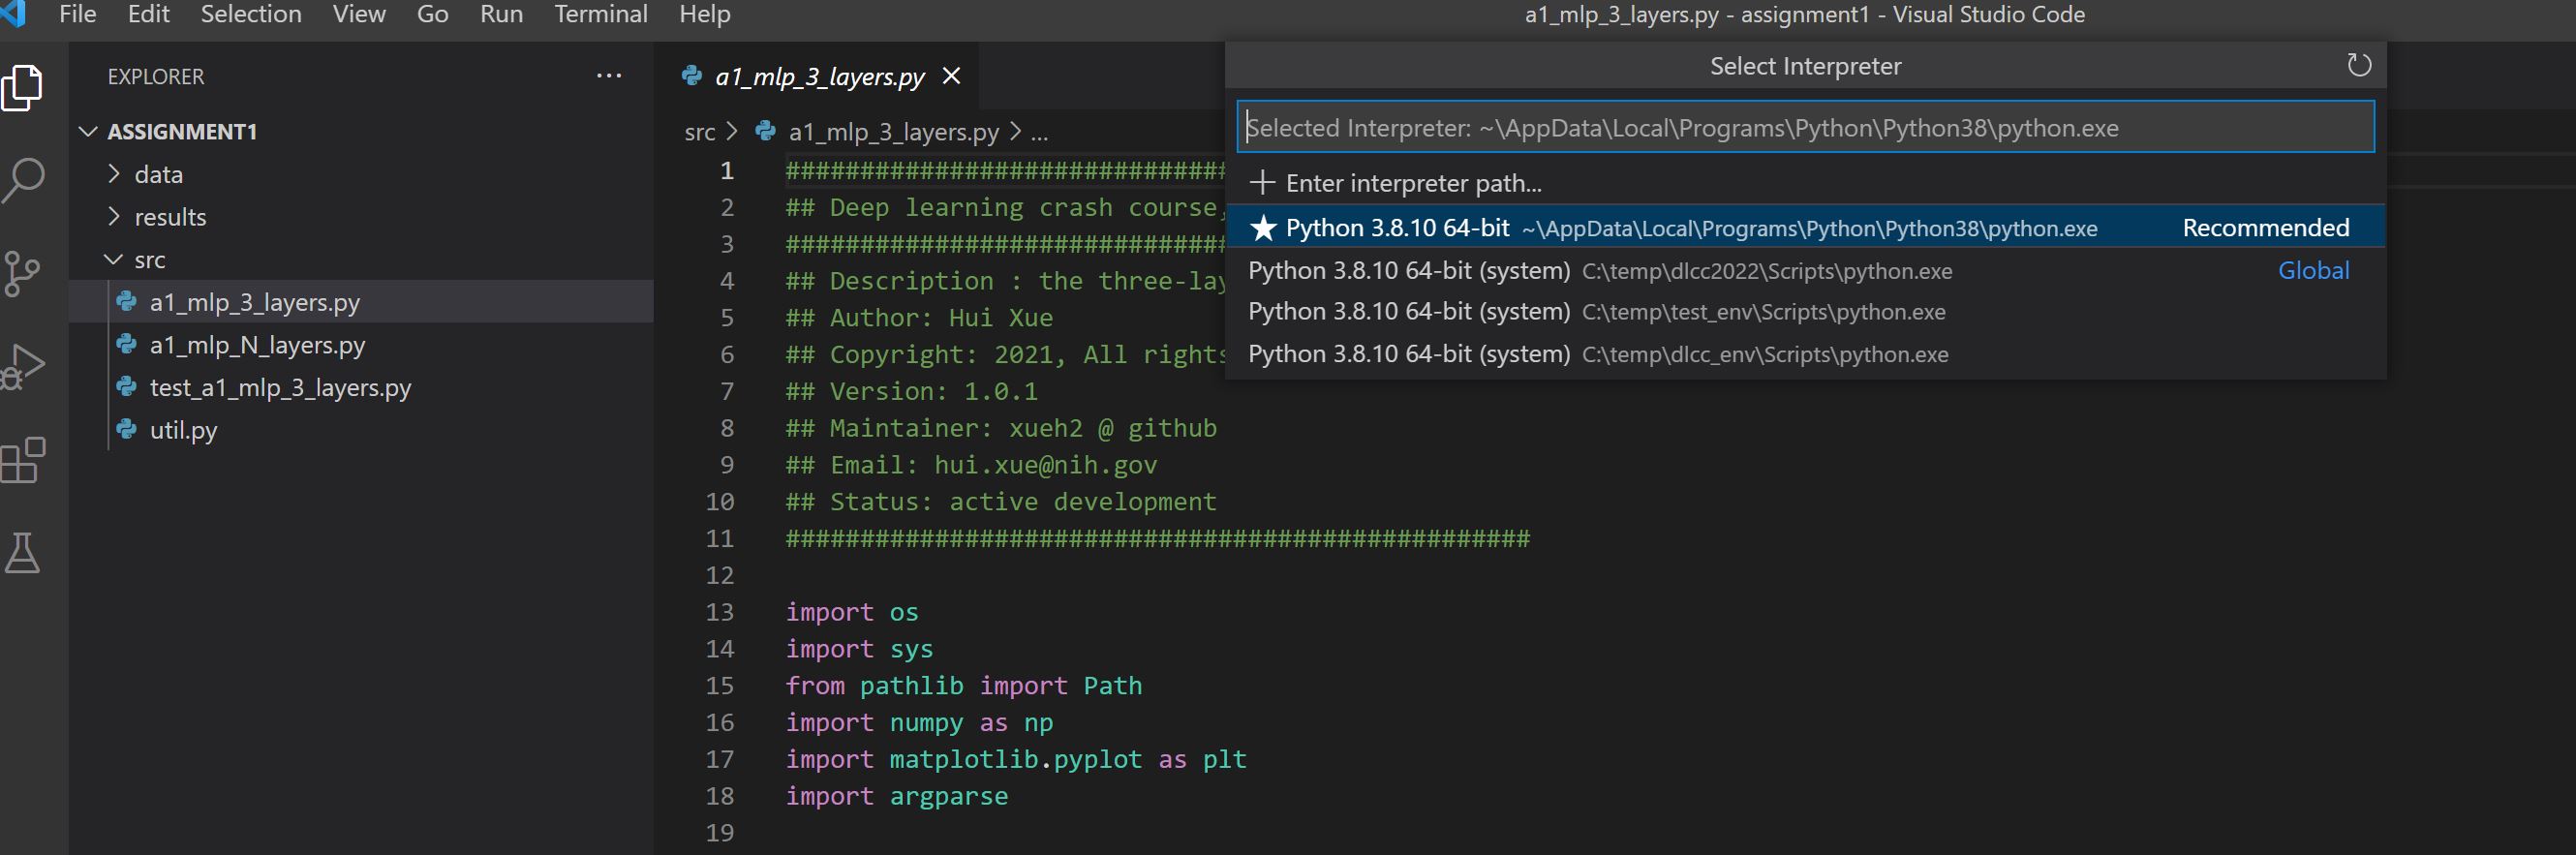 File Edit Selection View Go Run Terminal Help
a1_mlp_3_layers.py - assignment1 - Visual Studio Code
EXPLORER ...
ASSIGNMENT1
data
results
src
a1_mlp_3_layers.py
a1_mlp_N_layers.py
test_a1_mlp_3_layers.py
util.py
a1_mlp_3_layers.py
src > a1_mlp_3_layers.py > ...
1 ##############################
2 ## Deep learning crash course,
3 ##############################
4 ## Description : the three-lay
5 ## Author: Hui Xue
6 ## Copyright: 2021, All rights
7 ## Version: 1.0.1
8 ## Maintainer: xueh2 @ github
9 ## Email: hui.xue@nih.gov
10 ## Status: active development
11 ##################################################
12
13 import os
14 import sys
15 from pathlib import Path
16 import numpy as np
17 import matplotlib.pyplot as plt
18 import argparse
19
Select Interpreter
Selected Interpreter: ~\AppData\Local\Programs\Python\Python38\python.exe
+ Enter interpreter path...
★ Python 3.8.10 64-bit ~\AppData\Local\Programs\Python\Python38\python.exe Recommended
Python 3.8.10 64-bit (system) C:\temp\dlcc2022\Scripts\python.exe Global
Python 3.8.10 64-bit (system) C:\temp\test_env\Scripts\python.exe
Python 3.8.10 64-bit (system) C:\temp\dlcc_env\Scripts\python.exe